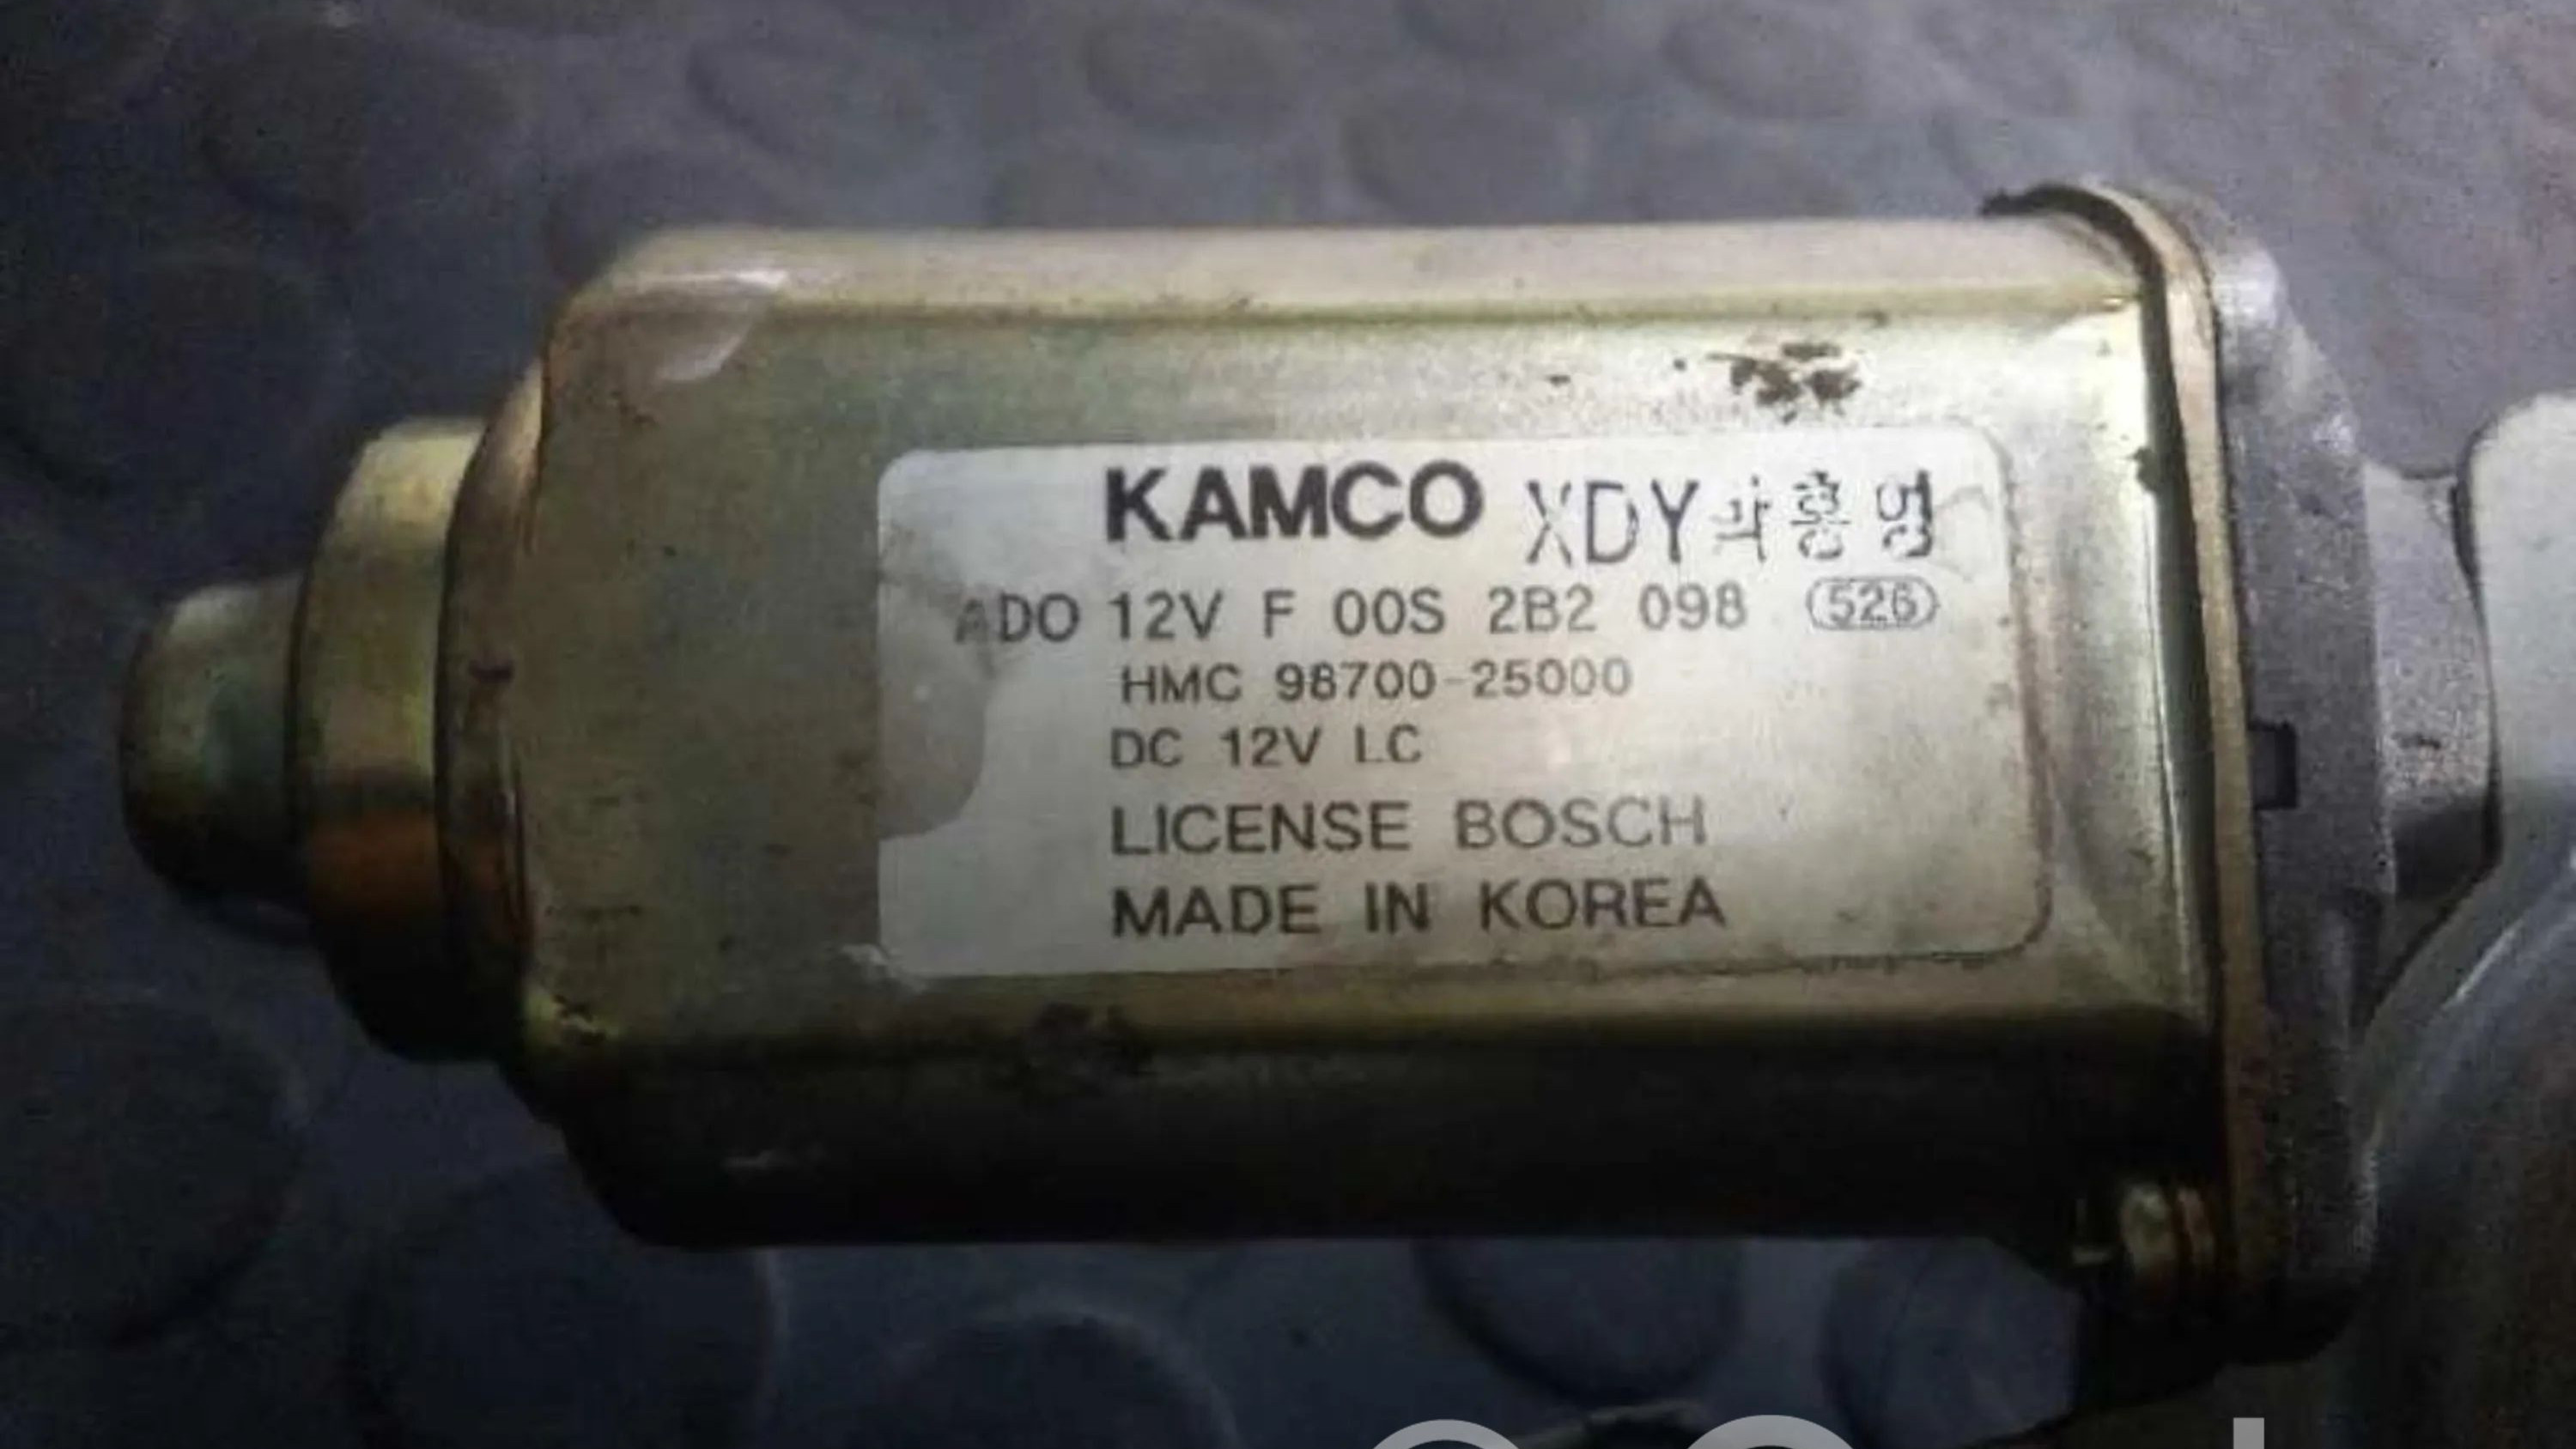 KAMCO XDY곽홍영
ADO 12V F 00S 2B2 098 526
HMC 98700-25000
DC 12V LC
LICENSE BOSCH
MADE IN KOREA